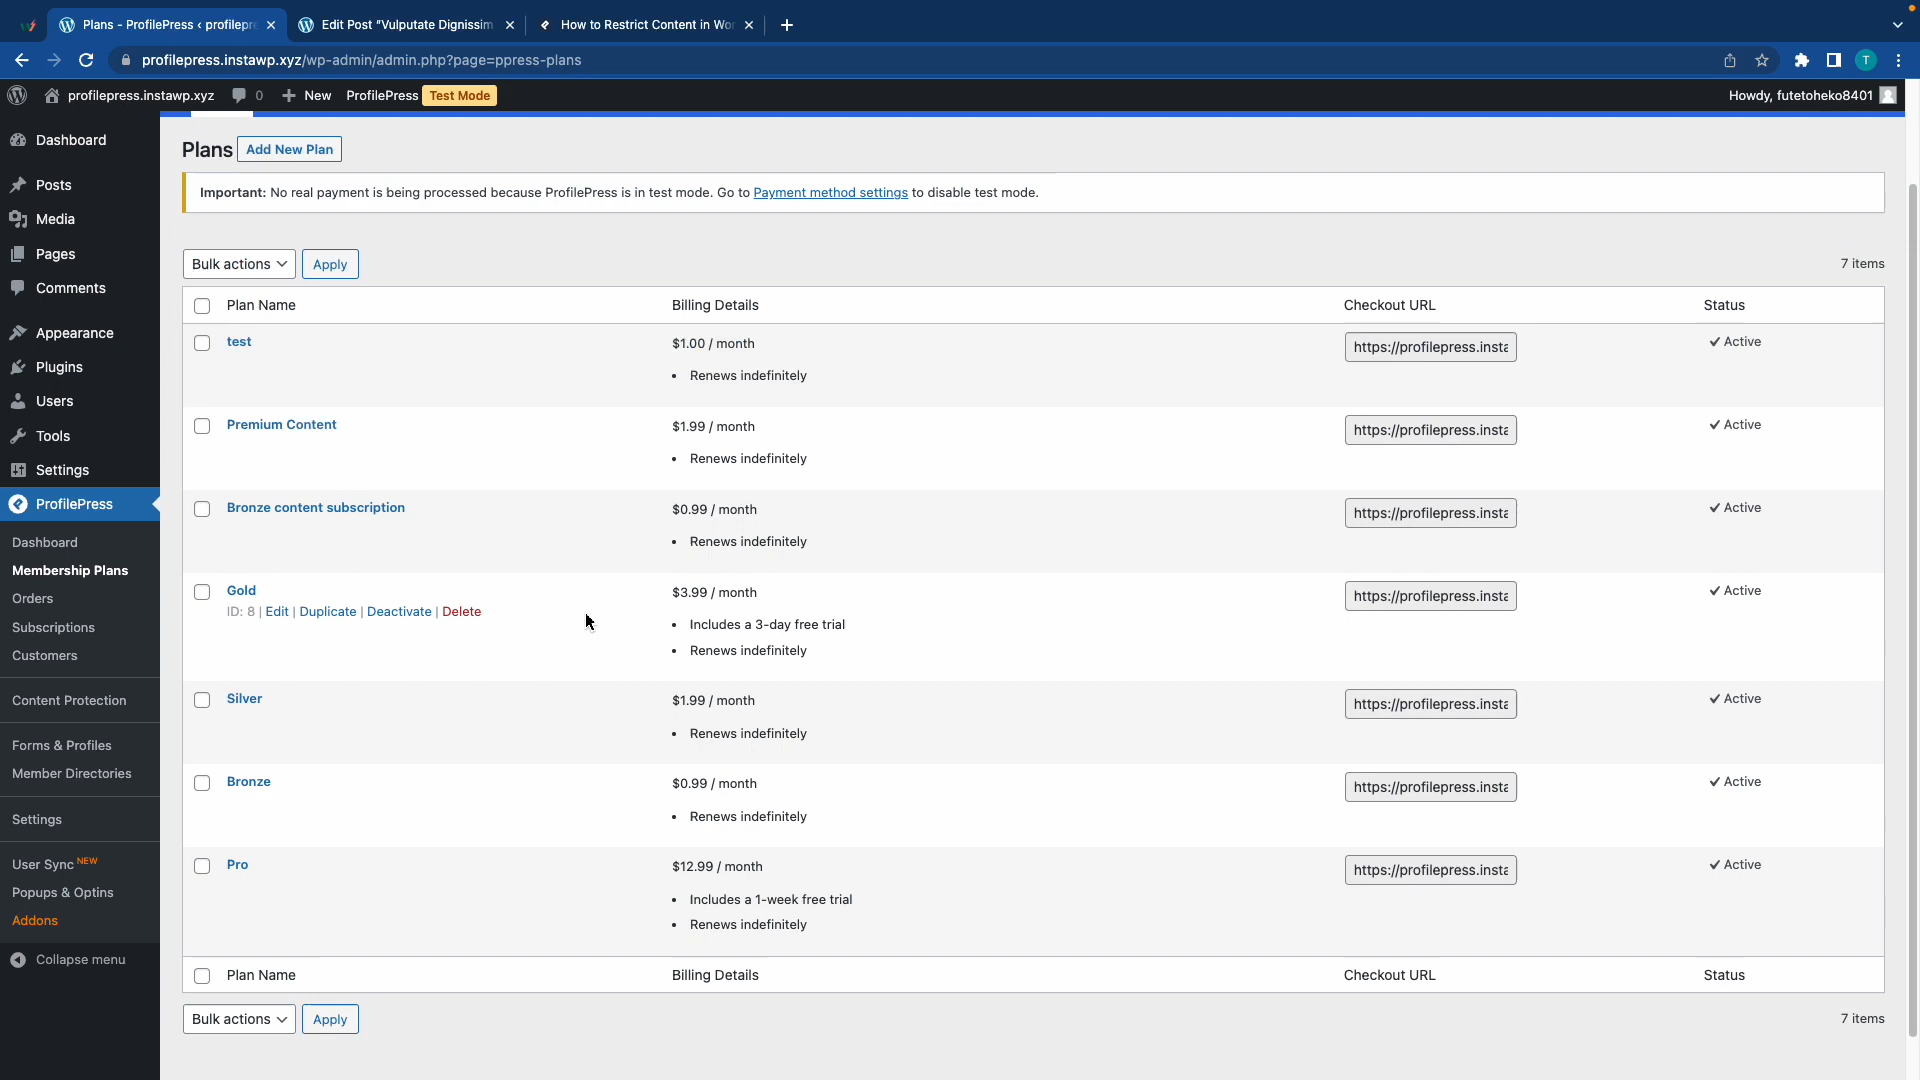 Plans - ProfilePress ‹ profilepr
Edit Post "Vulputate Dignissim
How to Restrict Content in Wor
profilepress.instawp.xyz/wp-admin/admin.php?page=ppress-plans
T
profilepress.instawp.xyz
0
New
ProfilePress
Test Mode
Howdy, futetoheko8401
Dashboard
Posts
Media
Pages
Comments
Appearance
Plugins
Users
Tools
Settings
ProfilePress
Dashboard
Membership Plans
Orders
Subscriptions
Customers
Content Protection
Forms & Profiles
Member Directories
Settings
User Sync NEW
Popups & Optins
Addons
Collapse menu
Plans
Add New Plan
Important: No real payment is being processed because ProfilePress is in test mode. Go to Payment method settings to disable test mode.
Bulk actions
Apply
7 items
Plan Name
Billing Details
Checkout URL
Status
test
$1.00 / month
• Renews indefinitely
https://profilepress.insta
✓ Active
Premium Content
$1.99 / month
• Renews indefinitely
https://profilepress.insta
✓ Active
Bronze content subscription
$0.99 / month
• Renews indefinitely
https://profilepress.insta
✓ Active
Gold
ID: 8 | Edit | Duplicate | Deactivate | Delete
$3.99 / month
• Includes a 3-day free trial
• Renews indefinitely
https://profilepress.insta
✓ Active
Silver
$1.99 / month
• Renews indefinitely
https://profilepress.insta
✓ Active
Bronze
$0.99 / month
• Renews indefinitely
https://profilepress.insta
✓ Active
Pro
$12.99 / month
• Includes a 1-week free trial
• Renews indefinitely
https://profilepress.insta
✓ Active
Plan Name
Billing Details
Checkout URL
Status
Bulk actions
Apply
7 items